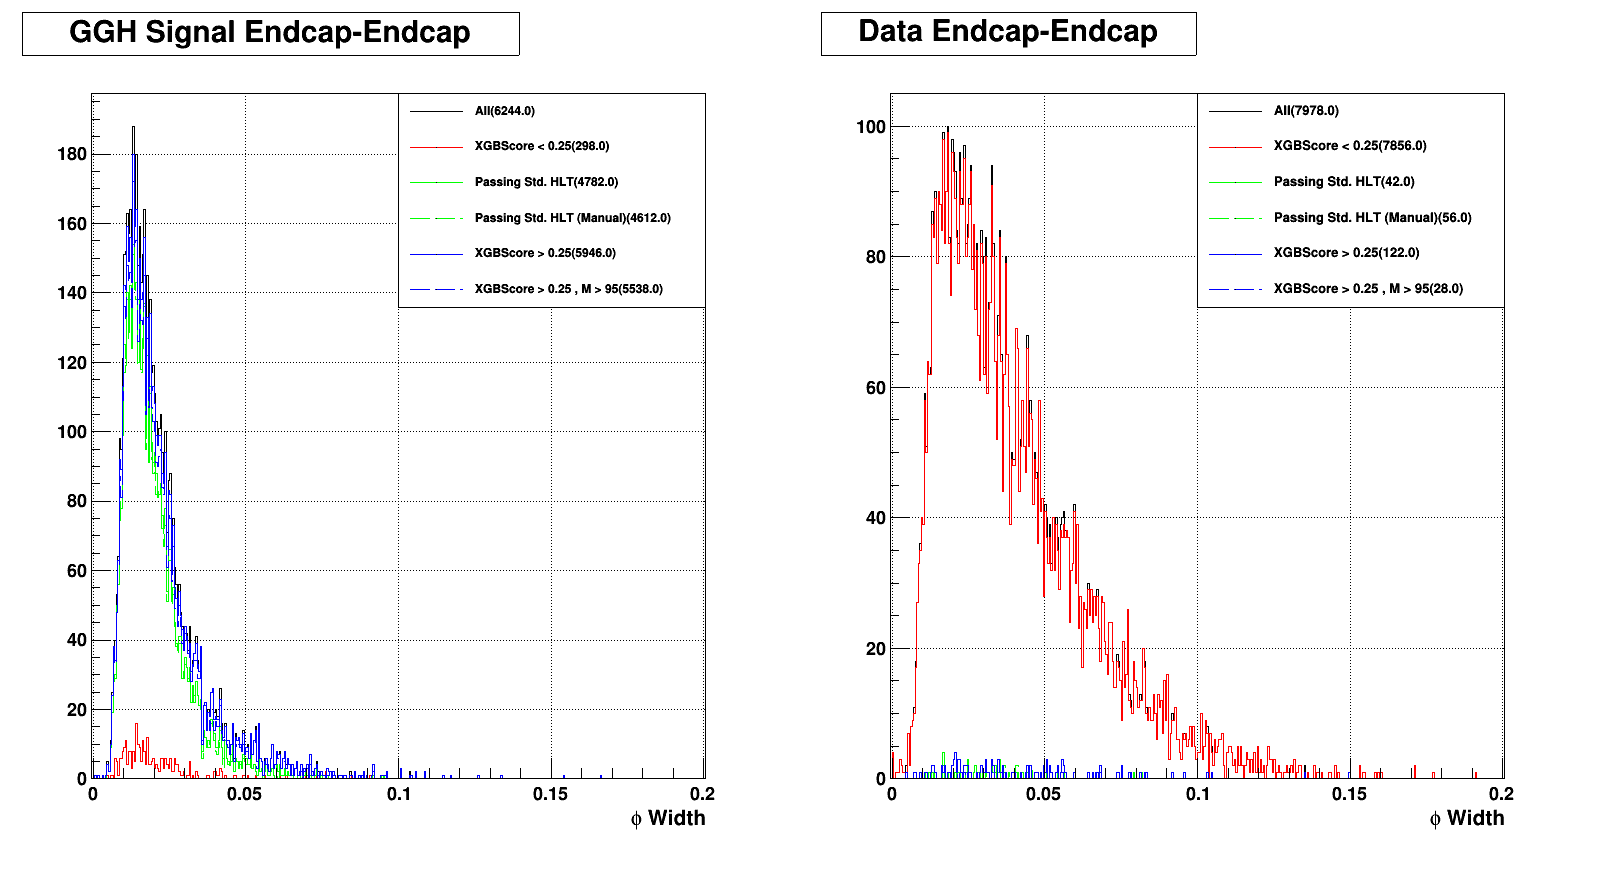 GGH Signal Endcap-Endcap
All(6244.0)
XGBScore < 0.25(298.0)
Passing Std. HLT(4782.0)
Passing Std. HLT (Manual)(4612.0)
XGBScore > 0.25(5946.0)
XGBScore > 0.25 , M > 95(5538.0)
180
160
140
120
100
80
60
40
20
0
0 0.05 0.1 0.15 0.2
ϕ Width
Data Endcap-Endcap
All(7978.0)
XGBScore < 0.25(7856.0)
Passing Std. HLT(42.0)
Passing Std. HLT (Manual)(56.0)
XGBScore > 0.25(122.0)
XGBScore > 0.25 , M > 95(28.0)
100
80
60
40
20
0
0 0.05 0.1 0.15 0.2
ϕ Width